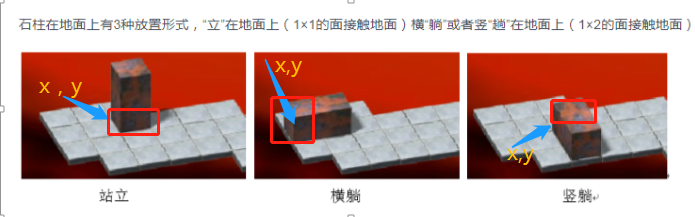 石柱在地面上有3种放置形式，“立”在地面上（1×1的面接触地面）横“躺”或者竖“趟”在地面上（1×2的面接触地面）
x，y
x,y
x,y
站立
横躺
竖躺